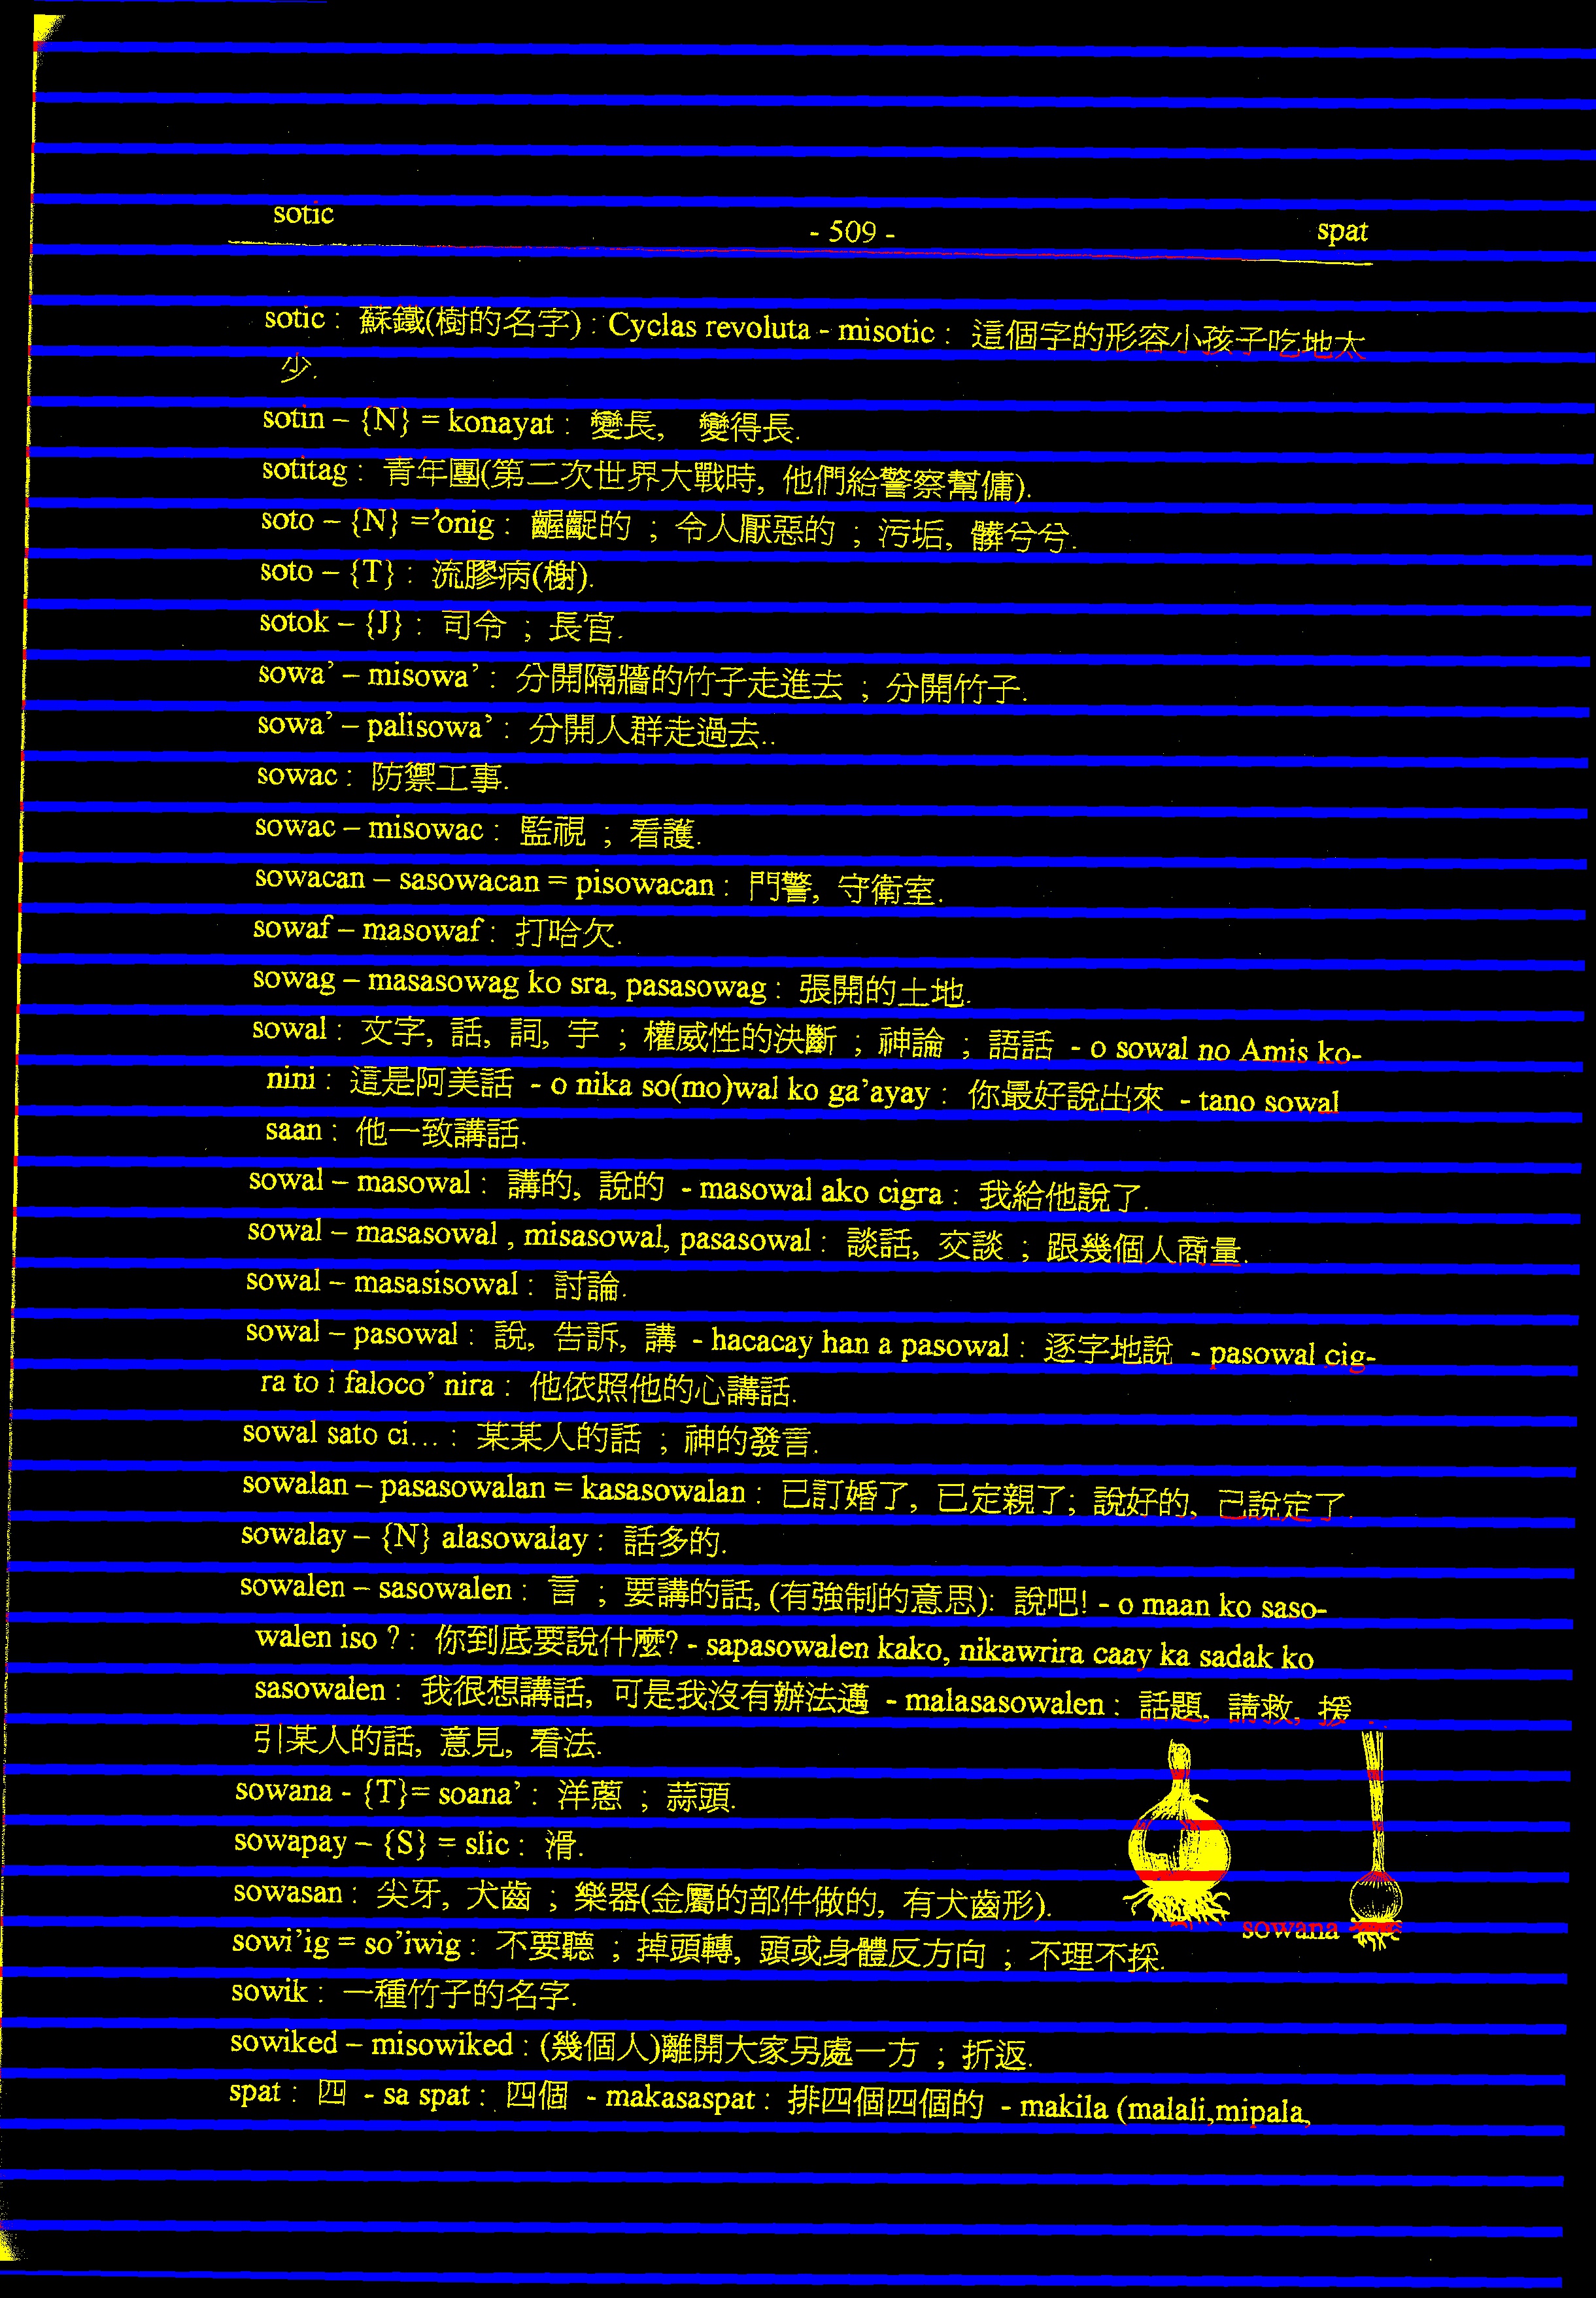 sotic - 509 - spat
sotic : 蘇鐵(樹的名字) : Cyclas revoluta - misotic : 這個字的形容小孩子吃地太
少.
sotin – {N} = konayat : 變長, 變得長.
sotitag : 青年團(第二次世界大戰時, 他們給警察幫傭).
soto – {N} =’onig : 齷齪的 ; 令人厭惡的 ; 污垢, 髒兮兮.
soto – {T} : 流膠病(樹).
sotok – {J} : 司令 ; 長官.
sowa’ – misowa’ : 分開隔牆的竹子走進去 ; 分開竹子.
sowa’ – palisowa’ : 分開人群走過去..
sowac : 防禦工事.
sowac – misowac : 監視 ; 看護.
sowacan – sasowacan = pisowacan : 門警, 守衛室.
sowaf – masowaf : 打哈欠.
sowag – masasowag ko sra, pasasowag : 張開的土地.
sowal : 文字, 話, 詞, 字 ; 權威性的決斷 ; 神論 ; 語話 - o sowal no Amis ko-
nini : 這是阿美話 - o nika so(mo)wal ko ga’ayay : 你最好說出來 - tano sowal
saan : 他一致講話.
sowal – masowal : 講的, 說的 - masowal ako cigra : 我給他說了.
sowal – masasowal , misasowal, pasasowal : 談話, 交談 ; 跟幾個人商量.
sowal – masasisowal : 討論.
sowal – pasowal : 說, 告訴, 講 - hacacay han a pasowal : 逐字地說 - pasowal cig-
ra to i faloco’ nira : 他依照他的心講話.
sowal sato ci... : 某某人的話 ; 神的發言.
sowalan – pasasowalan = kasasowalan : 已訂婚了, 已定親了; 說好的, 己說定了.
sowalay – {N} alasowalay : 話多的.
sowalen – sasowalen : 言 ; 要講的話, (有強制的意思): 說吧! - o maan ko saso-
walen iso ? : 你到底要說什麼? - sapasowalen kako, nikawrira caay ka sadak ko
sasowalen : 我很想講話, 可是我沒有辦法邁 - malasasowalen : 話題, 請救, 援
引某人的話, 意見, 看法.
sowana - {T}= soana’ : 洋蔥 ; 蒜頭.
sowapay – {S} = slic : 滑.
sowasan : 尖牙, 犬齒 ; 樂器(金屬的部件做的, 有犬齒形).
sowana
sowi’ig = so’iwig : 不要聽 ; 掉頭轉, 頭或身體反方向 ; 不理不採.
sowik : 一種竹子的名字.
sowiked – misowiked : (幾個人)離開大家另處一方 ; 折返.
spat : 四 - sa spat : 四個 - makasaspat : 排四個四個的 - makila (malali,mipala,